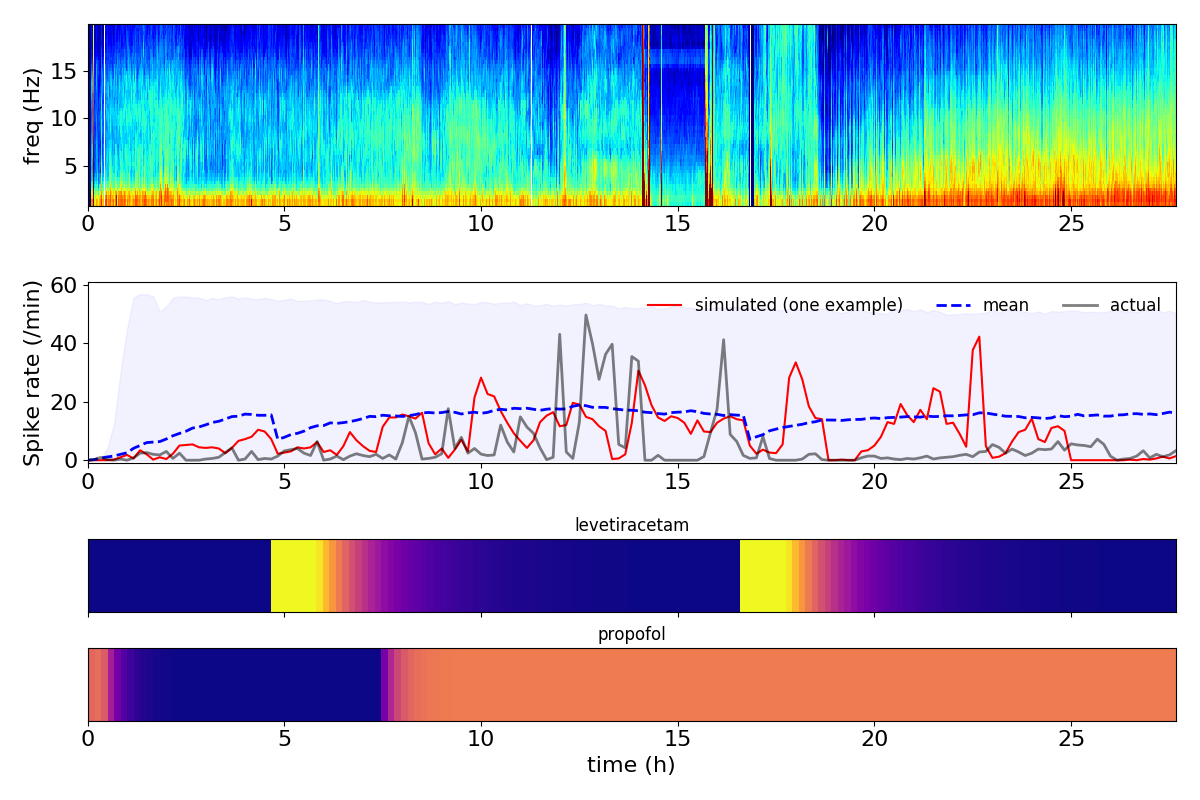 freq (Hz)
15
10
5
0 5 10 15 20 25
Spike rate (/min)
60
40
20
0
simulated (one example) mean actual
0 5 10 15 20 25
levetiracetam
propofol
0 5 10 15 20 25
time (h)